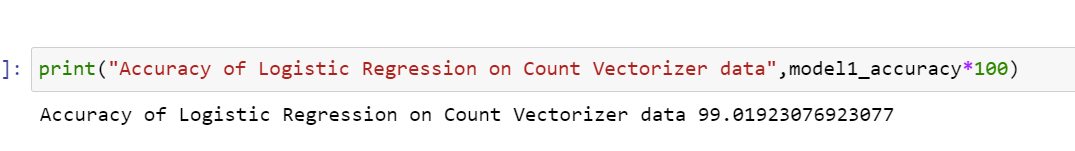 ]: print("Accuracy of Logistic Regression on Count Vectorizer data",model1_accuracy*100)
Accuracy of Logistic Regression on Count Vectorizer data 99.01923076923077